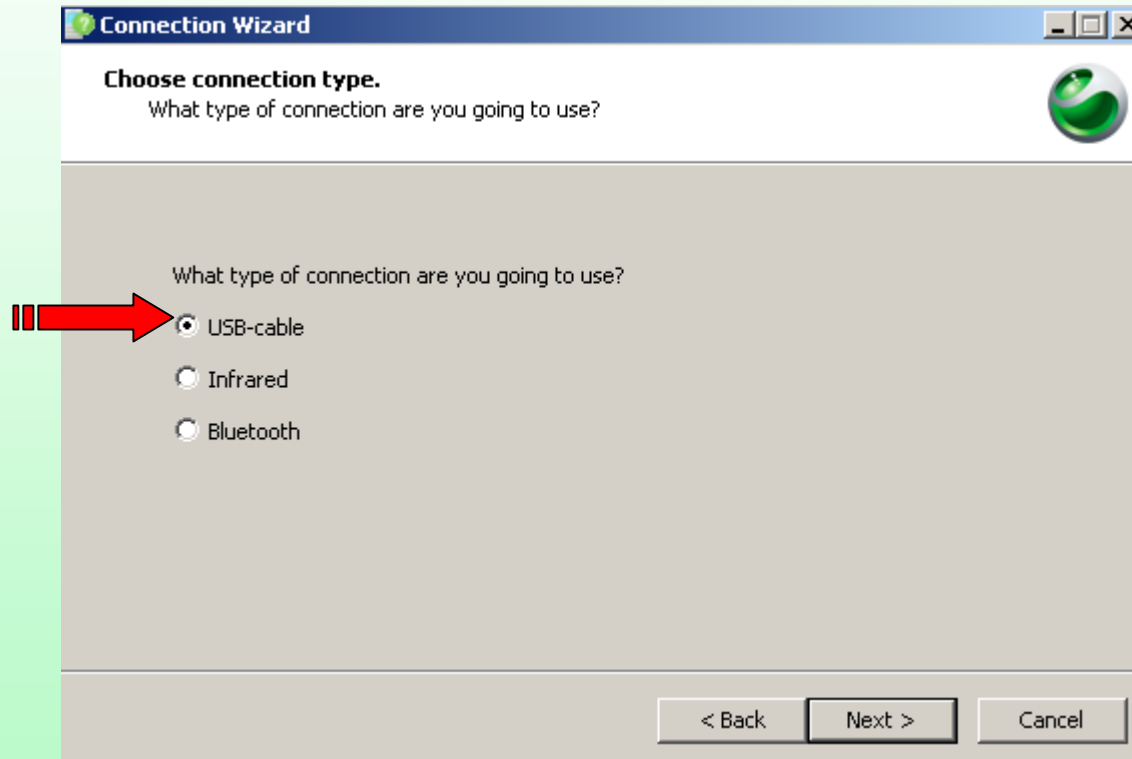 Connection Wizard
Choose connection type.
What type of connection are you going to use?
What type of connection are you going to use?
USB-cable
Infrared
Bluetooth
< Back Next > Cancel